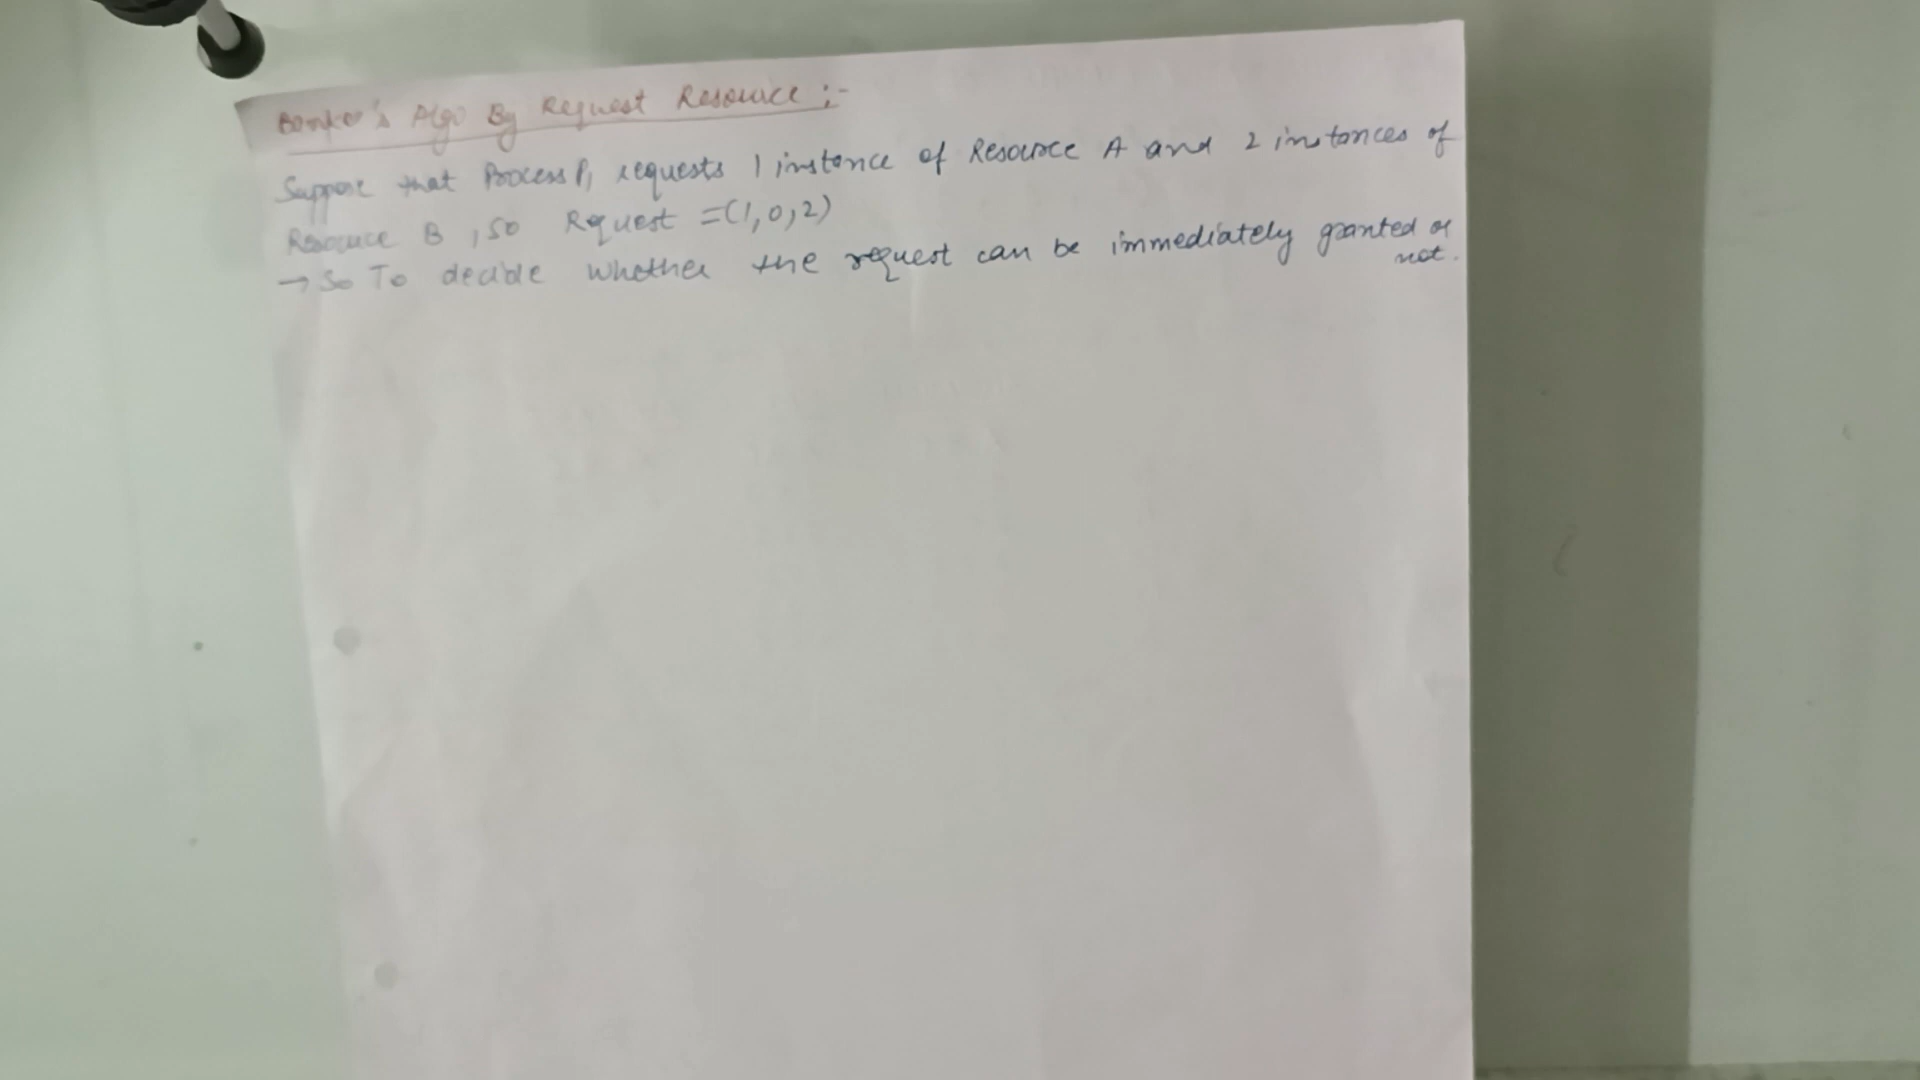 Banker's Algo By Request Resource :-
Suppose that Process P1 requests 1 instance of Resource A and 2 instances of
Resource B , so Request =(1,0,2)
→ So To decide whether the request can be immediately granted or
not.